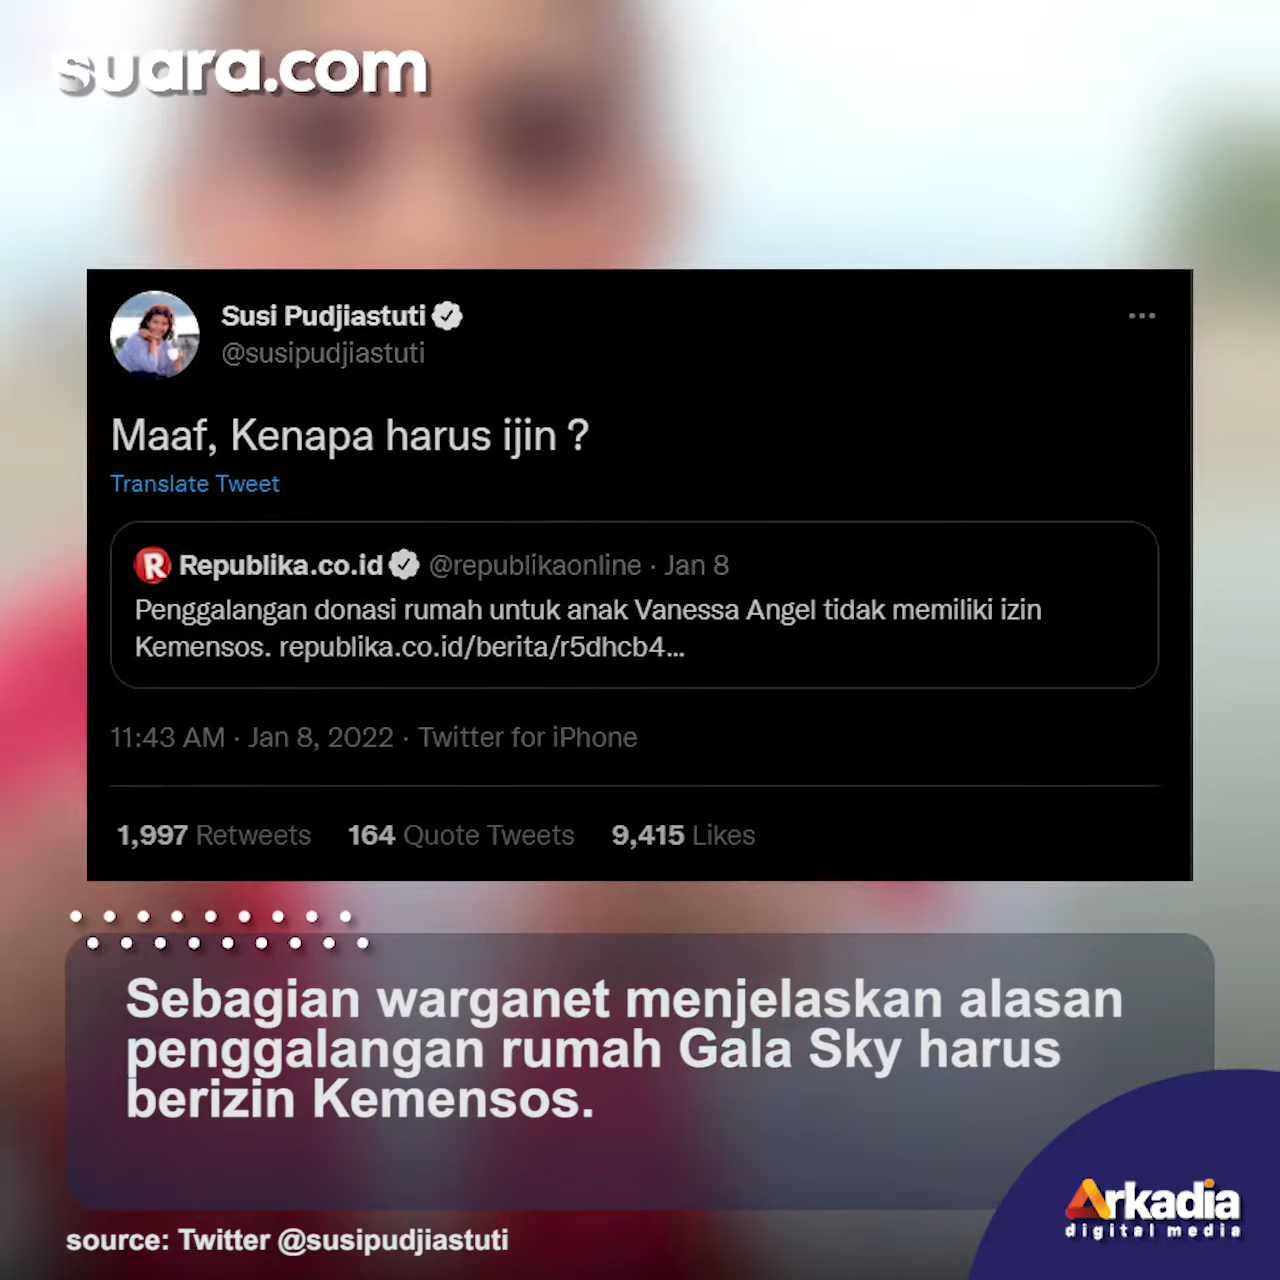 suara.com
Susi Pudjiastuti
@susipudjiastuti
Maaf, Kenapa harus ijin ?
Translate Tweet
R Republika.co.id @republikaonline · Jan 8
Penggalangan donasi rumah untuk anak Vanessa Angel tidak memiliki izin
Kemensos. republika.co.id/berita/r5dhcb4...
11:43 AM · Jan 8, 2022 · Twitter for iPhone
1,997 Retweets 164 Quote Tweets 9,415 Likes
Sebagian warganet menjelaskan alasan
penggalangan rumah Gala Sky harus
berizin Kemensos.
source: Twitter @susipudjiastuti
Arkadia
digital media